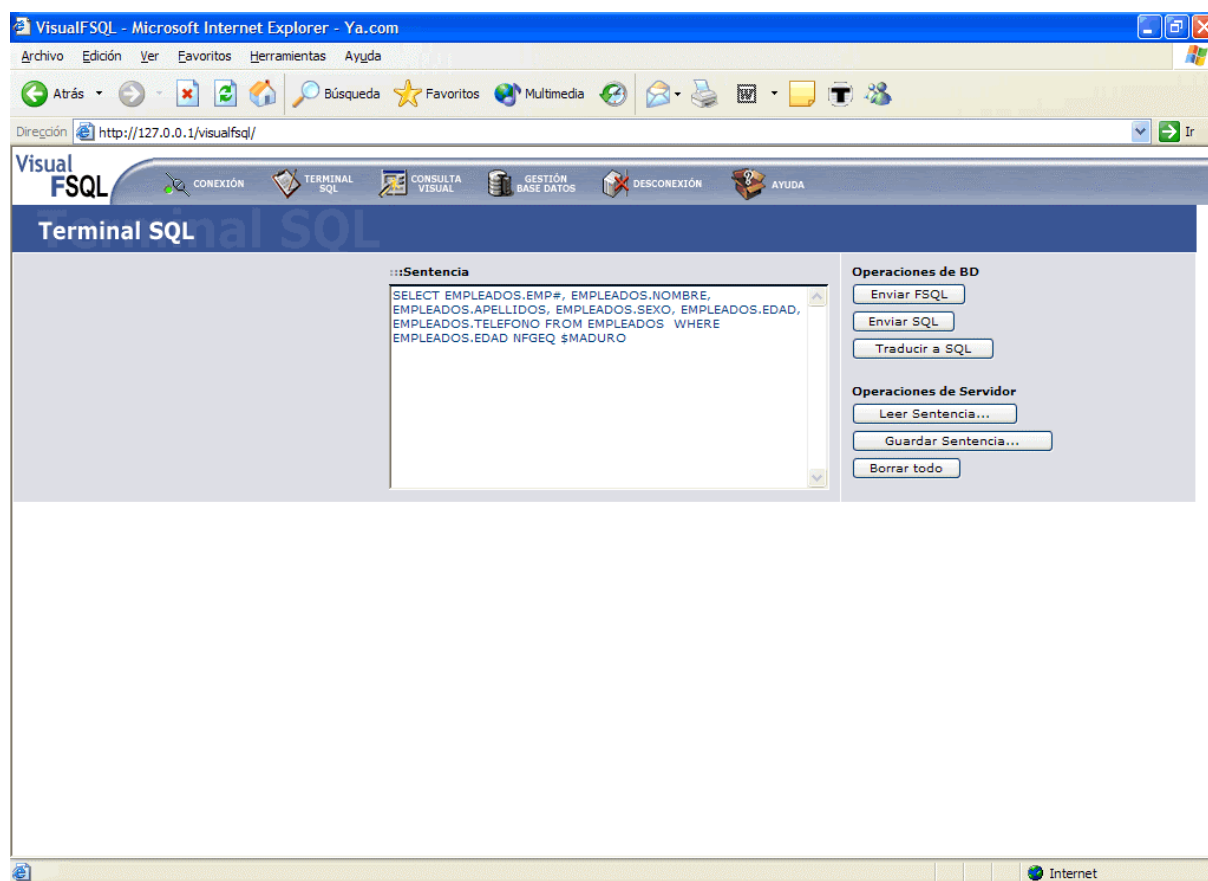 VisualFSQL - Microsoft Internet Explorer - Ya.com
Archivo Edición Ver Favoritos Herramientas Ayuda
Atrás Búsqueda Favoritos Multimedia
Dirección http://127.0.0.1/visualfsql/ Ir
Visual
FSQL
CONEXIÓN
TERMINAL
SQL
CONSULTA
VISUAL
GESTIÓN
BASE DATOS
DESCONEXIÓN
AYUDA
Terminal SQL
Terminal SQL
:::Sentencia
SELECT EMPLEADOS.EMP#, EMPLEADOS.NOMBRE,
EMPLEADOS.APELLIDOS, EMPLEADOS.SEXO, EMPLEADOS.EDAD,
EMPLEADOS.TELEFONO FROM EMPLEADOS  WHERE
EMPLEADOS.EDAD NFGEQ $MADURO
Operaciones de BD
Enviar FSQL
Enviar SQL
Traducir a SQL
Operaciones de Servidor
Leer Sentencia...
Guardar Sentencia...
Borrar todo
Internet